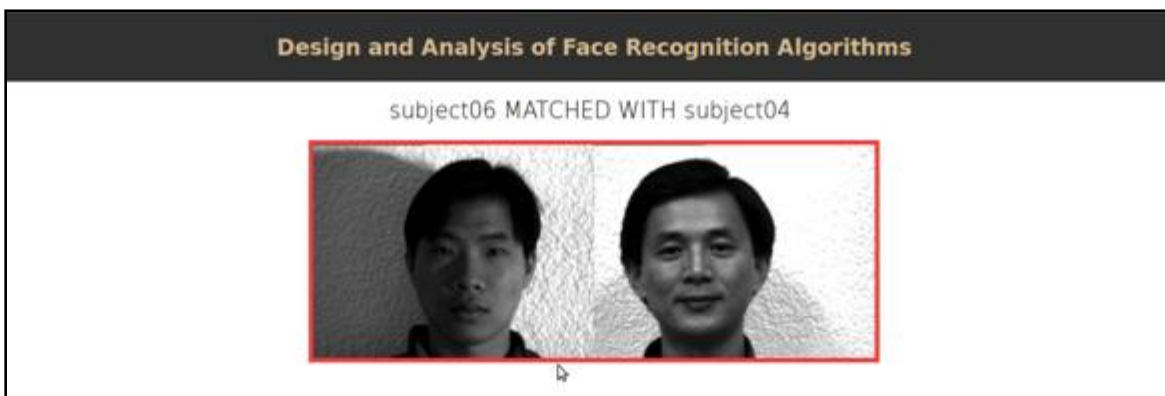 Design and Analysis of Face Recognition Algorithms
subject06 MATCHED WITH subject04